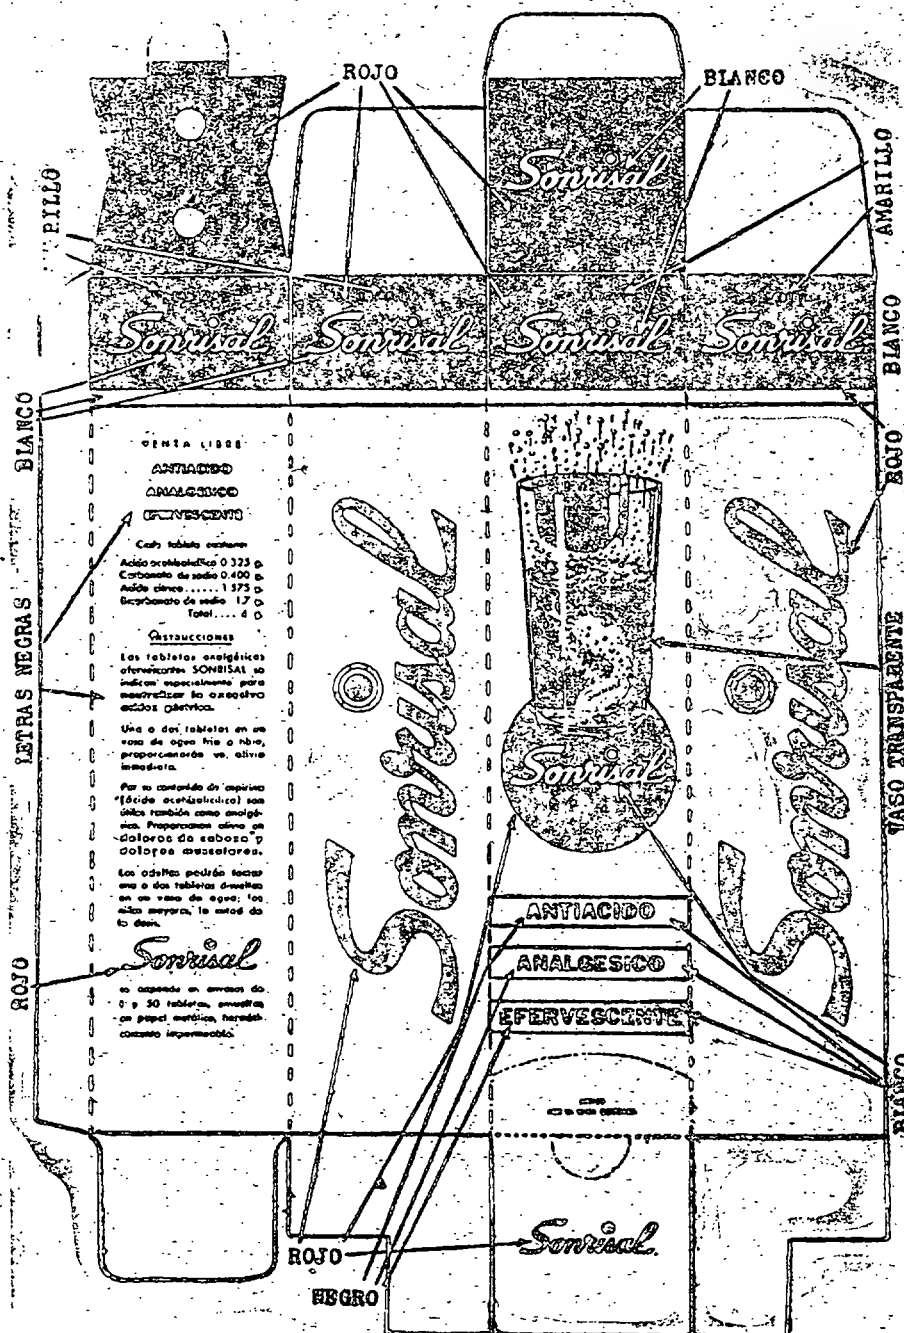 ROJO
BLANCO
Sonrisal
AMARILLO
RILLO
Sonrisal
Sonrisal
Sonrisal
Sonrisal
BLANCO
BLANCO
ROJO
VENTA LIBRE
ANTIACIDO
ANALGESICO
EFERVESCENTE
Cada tableta contiene
Acido acetilsalicílico 0.325 g.
Carbonato de sodio 0.400 g.
Acido cítrico ...... 1.575 g.
Bicarbonato de sodio 1.7 g.
Total.... 4 g.
INSTRUCCIONES
Las tabletas analgésicas
efervescentes SONRISAL se
indican especialmente para
neutralizar la excesiva
acidez gástrica.
Una o dos tabletas en un
vaso de agua fría o tibia,
proporcionarán un alivio
inmediato.
Por su contenido de aspirina
(ácido acetilsalicílico) son
útiles también como analgé-
sico. Proporcionan alivio en
dolores de cabeza y
dolores musculares.
Los adultos podrán tomar
una o dos tabletas disueltas
en un vaso de agua; los
niños mayores, la mitad de
la dosis.
Sonrisal
se expende en envases de
y 50 tabletas, envueltas
en papel metálico, herméti-
camente impermeable.
LETRAS NEGRAS
ROJO
Sonrisal
Sonrisal
ANTIACIDO
ANALGESICO
EFERVESCENTE
Sonrisal
VASO TRANSPARENTE
BLANCO
ROJO
NEGRO
Sonrisal